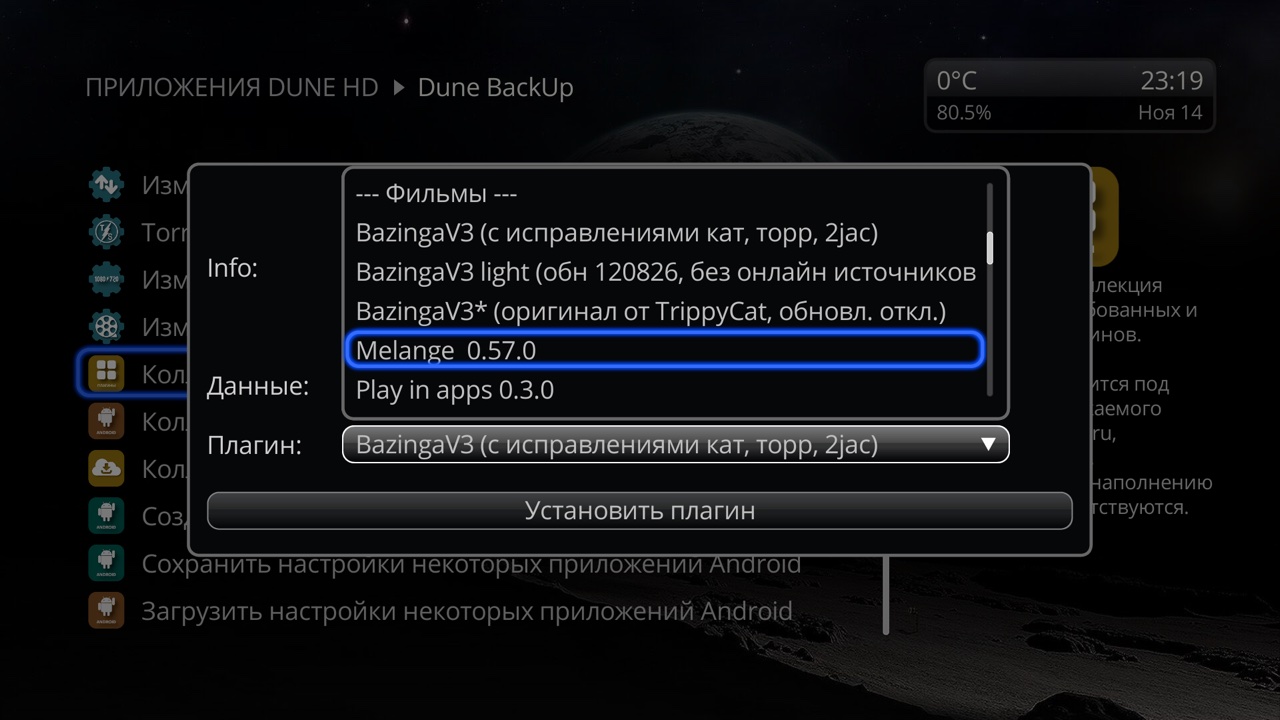 ПРИЛОЖЕНИЯ DUNE HD ▸ Dune BackUp
0°C 23:19
80.5% Ноя 14
--- Фильмы ---
BazingaV3 (с исправлениями кат, торр, 2jac)
Info:
BazingaV3 light (обн 120826, без онлайн источников
BazingaV3* (оригинал от TrippyCat, обновл. откл.)
Melange 0.57.0
Данные:
Play in apps 0.3.0
Плагин:
BazingaV3 (с исправлениями кат, торр, 2jac)
Установить плагин
Сохранить настройки некоторых приложений Android
Загрузить настройки некоторых приложений Android